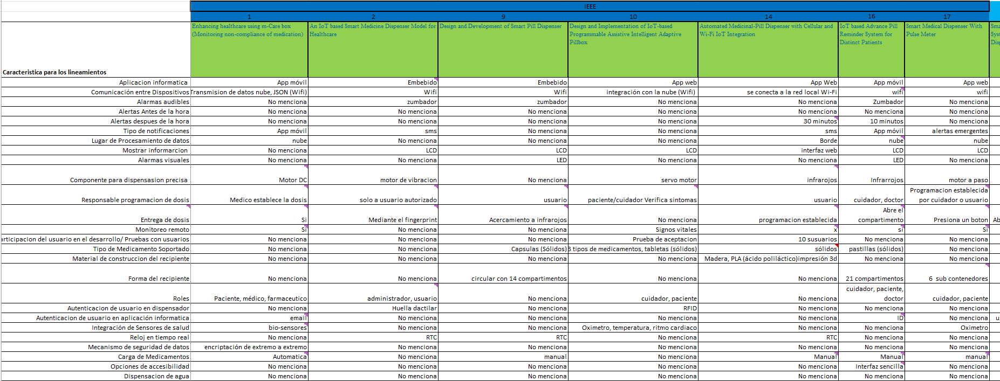 IEEE
1 2 9 10 14 16 17
Enhancing healthcare using m-Care box An IoT based Smart Medicine Dispenser Model for Design and Development of Smart Pill Dispenser Design and Implementation of IoT-based Automated Medicinal-Pill Dispenser with Cellular and IoT based Advance Pill Smart Medical Dispenser With Sma
(Monitoring non-compliance of medication) Healthcare Programmable Assistive Intelligent Adaptive Wi-Fi IoT Integration Reminder System for Pulse Meter Syst
Pillbox Distinct Patients Disp
Caracteristica para los lineamientos
Aplicacion informatica App móvil Embebido Embebido App web App Web App móvil App web
Comunicación entre Dispositivos Transmision de datos nube, JSON (Wifi) Wifi Wifi integración con la nube (Wifi) se conecta a la red local Wi-Fi wifi wifi
Alarmas audibles No menciona zumbador zumbador No menciona No menciona Zumbador No menciona
Alertas Antes de la hora No menciona No menciona No menciona No menciona No menciona No menciona No menciona
Alertas despues de la hora No menciona No menciona No menciona No menciona 30 minutos 10 minutos No menciona
Tipo de notificaciones App móvil sms No menciona No menciona sms App móvil alertas emergentes
Lugar de Procesamiento de datos nube No menciona No menciona No menciona Borde nube nube
Mostrar informarcion No menciona LCD LCD LCD interfaz web LCD LCD
Alarmas visuales No menciona No menciona LED No menciona No menciona LED No menciona
Componente para dispensasion precisa Motor DC motor de vibracion No menciona servo motor infrarojos Infrarrojos motor a paso
Programacion establecida
Responsable programacion de dosis Medico establece la dosis solo a usuario autorizado usuario paciente/cuidador Verifica sintomas usuario cuidador, doctor por cuidador o usuario
Abre el
Entrega de dosis Si Mediante el fingerprint Acercamiento a infrarojos No menciona programacion establecida compartimento Presiona un boton Ab
Monitoreo remoto Si No menciona No menciona Signos vitales x si Si
articipacion del usuario en el desarrollo/ Pruebas con usuarios No menciona No menciona No menciona Prueba de aceptacion 10 susuarios No menciona No menciona
Tipo de Medicamento Soportado No menciona No menciona Capsulas (Sólidos) 3 tipos de medicamentos, tabletas (sólidos) sólidos pastillas (sólidos) No menciona
Material de construccion del recipiente No menciona No menciona No menciona No menciona Madera, PLA (ácido poliláctico)impresión 3d No menciona No menciona
Forma del recipiente No menciona No menciona circular con 14 compartimentos No menciona No menciona 21 compartimentos 6 sub contenedores
cuidador, paciente,
Roles Paciente, médico, farmaceutico administrador, usuario No menciona cuidador, paciente No menciona doctor cuidador, paciente
Autenticacion de usuario en dispensador No menciona Huella dactilar No menciona RFID No menciona No menciona No menciona
Autenticacion de usuario en aplicación informatica email No menciona No menciona No menciona No menciona ID No menciona
Integración de Sensores de salud bio-sensores No menciona No menciona Oximetro, temperatura, ritmo cardiaco No menciona No menciona Oximetro
Reloj en tiempo real No menciona RTC RTC No menciona RTC No menciona No menciona
Mecanismo de seguridad de datos encriptación de extremo a extremo No menciona No menciona No menciona No menciona No menciona No menciona
Carga de Medicamentos Automatica No menciona manual No menciona Manual Manual manual
Opciones de accesibilidad No menciona No menciona No menciona No menciona No menciona Interfaz sencilla No menciona
Dispensacion de agua No menciona No menciona No menciona No menciona No menciona No menciona No menciona